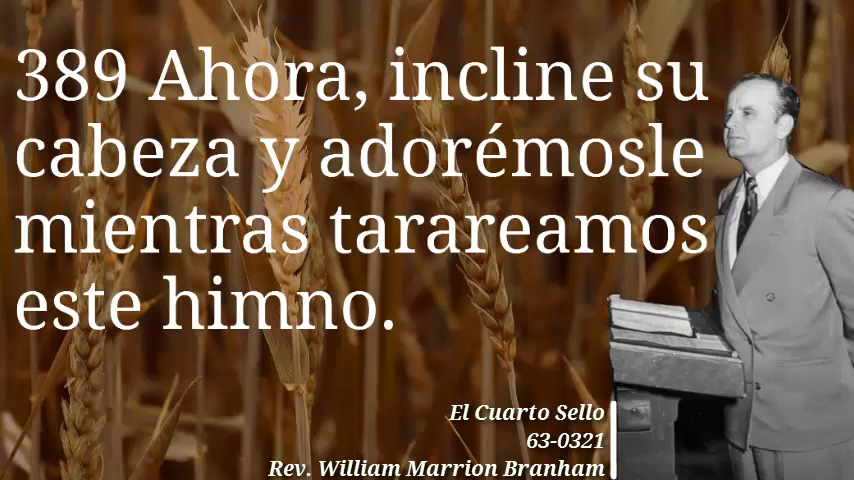 389 Ahora, incline su
cabeza y adorémosle
mientras tarareamos
este himno.
El Cuarto Sello
63-0321
Rev. William Marrion Branham